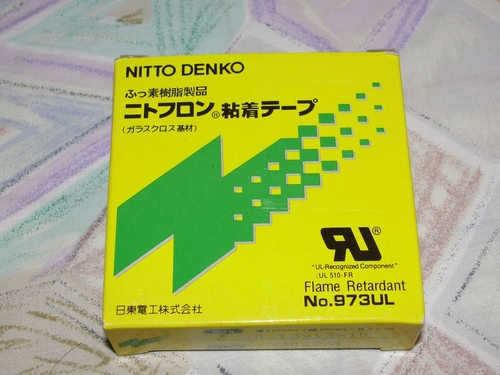 NITTO DENKO
ふっ素樹脂製品
ニトフロン®粘着テープ
(ガラスクロス基材)
RU®
"UL-Recognized Component"
:UL 510-FR
Flame Retardant
No.973UL
日東電工株式会社